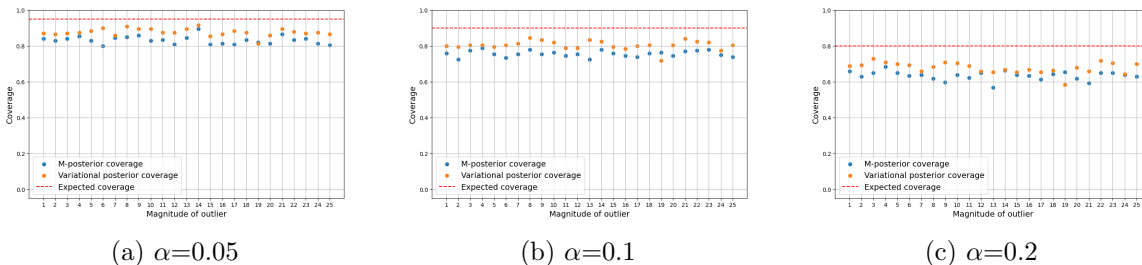 1.0
0.8
0.6
0.4
0.2
0.0
Coverage
M-posterior coverage
Variational posterior coverage
Expected coverage
1 2 3 4 5 6 7 8 9 10 11 12 13 14 15 16 17 18 19 20 21 22 23 24 25
Magnitude of outlier
(a) α=0.05
1.0
0.8
0.6
0.4
0.2
0.0
Coverage
M-posterior coverage
Variational posterior coverage
Expected coverage
1 2 3 4 5 6 7 8 9 10 11 12 13 14 15 16 17 18 19 20 21 22 23 24 25
Magnitude of outlier
(b) α=0.1
1.0
0.8
0.6
0.4
0.2
0.0
Coverage
M-posterior coverage
Variational posterior coverage
Expected coverage
1 2 3 4 5 6 7 8 9 10 11 12 13 14 15 16 17 18 19 20 21 22 23 24 25
Magnitude of outlier
(c) α=0.2